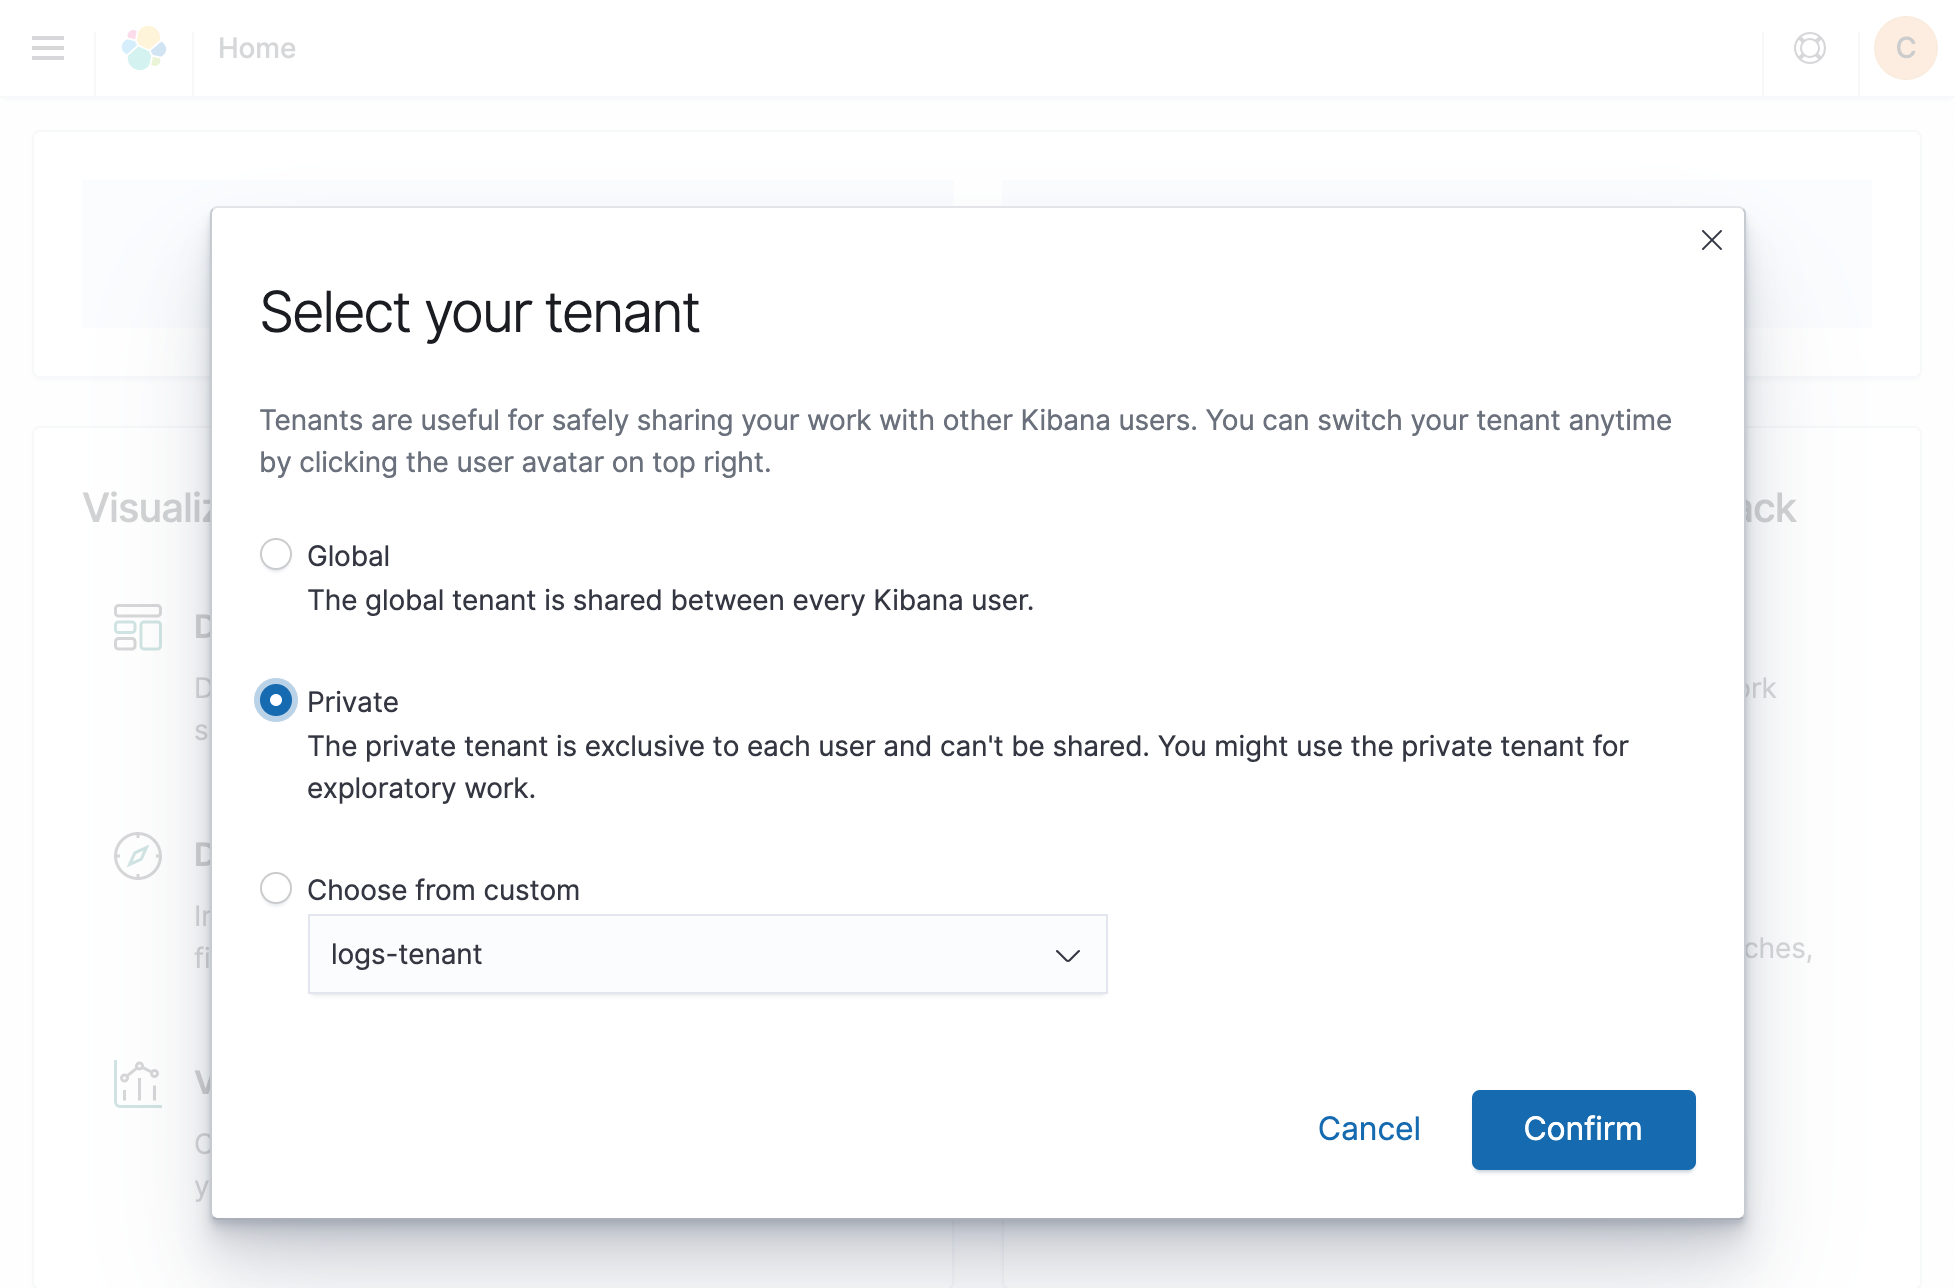 Home
C
Select your tenant
Tenants are useful for safely sharing your work with other Kibana users. You can switch your tenant anytime
by clicking the user avatar on top right.
Global
The global tenant is shared between every Kibana user.
Private
The private tenant is exclusive to each user and can't be shared. You might use the private tenant for
exploratory work.
Choose from custom
logs-tenant
Cancel
Confirm